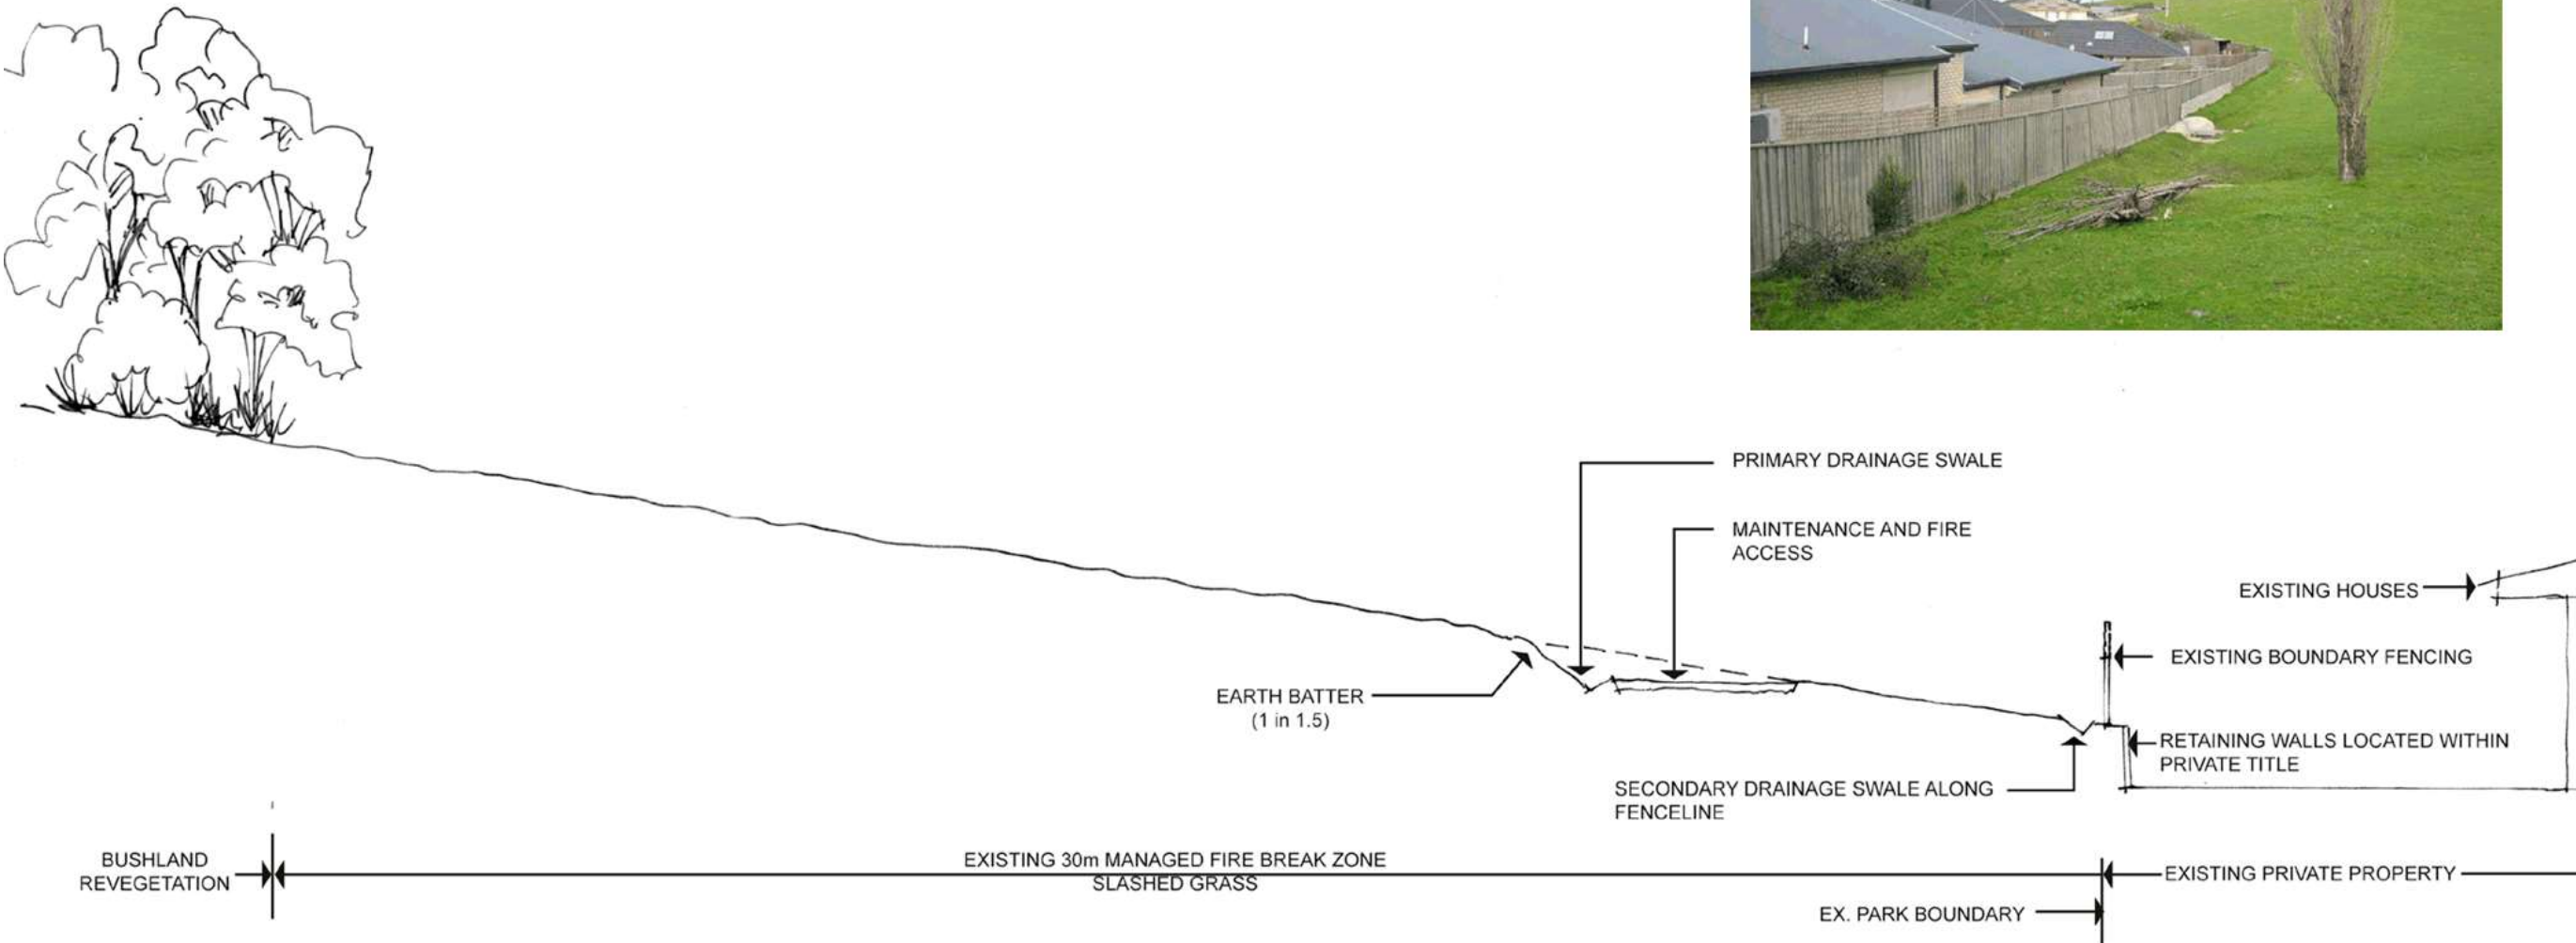 PRIMARY DRAINAGE SWALE
MAINTENANCE AND FIRE
ACCESS
EXISTING HOUSES
EXISTING BOUNDARY FENCING
EARTH BATTER
(1 in 1.5)
RETAINING WALLS LOCATED WITHIN
PRIVATE TITLE
SECONDARY DRAINAGE SWALE ALONG
FENCELINE
BUSHLAND
REVEGETATION
EXISTING 30m MANAGED FIRE BREAK ZONE
SLASHED GRASS
EXISTING PRIVATE PROPERTY
EX. PARK BOUNDARY